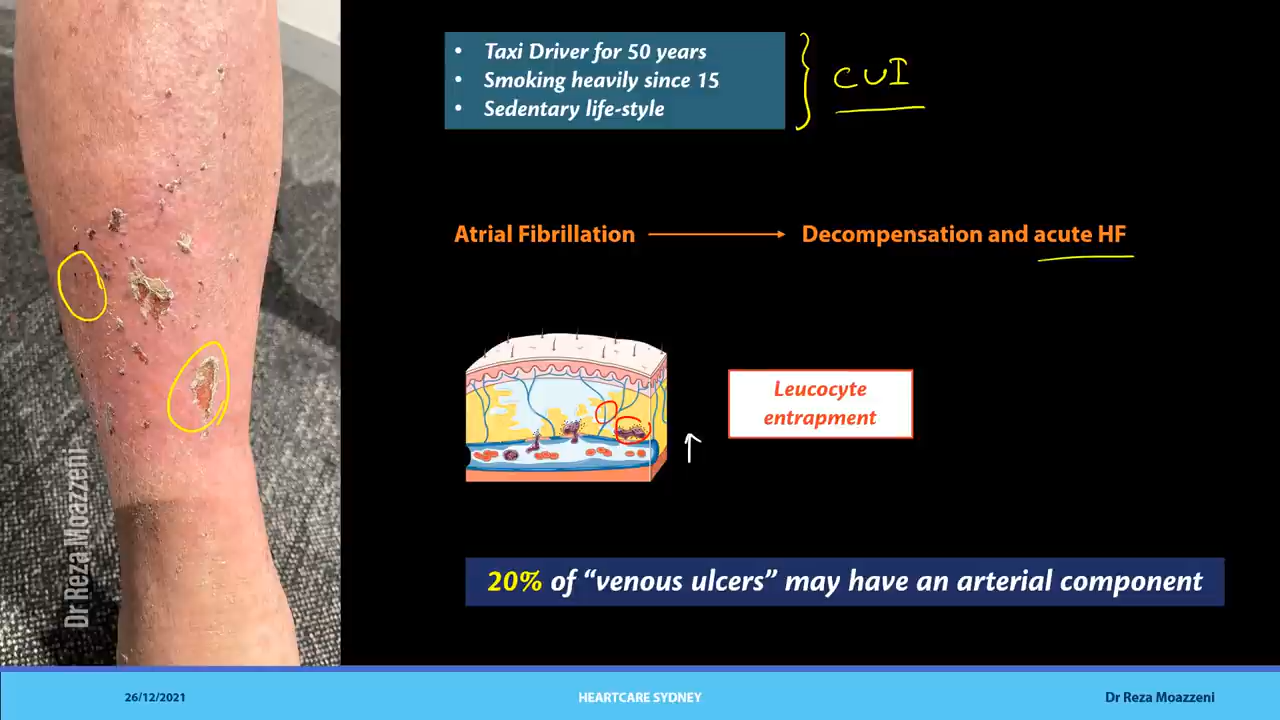 • Taxi Driver for 50 years
• Smoking heavily since 15
• Sedentary life-style
CVI
Atrial Fibrillation
Decompensation and acute HF
Leucocyte
entrapment
20% of “venous ulcers” may have an arterial component
Dr Reza Moazzeni
26/12/2021
HEARTCARE SYDNEY
Dr Reza Moazzeni